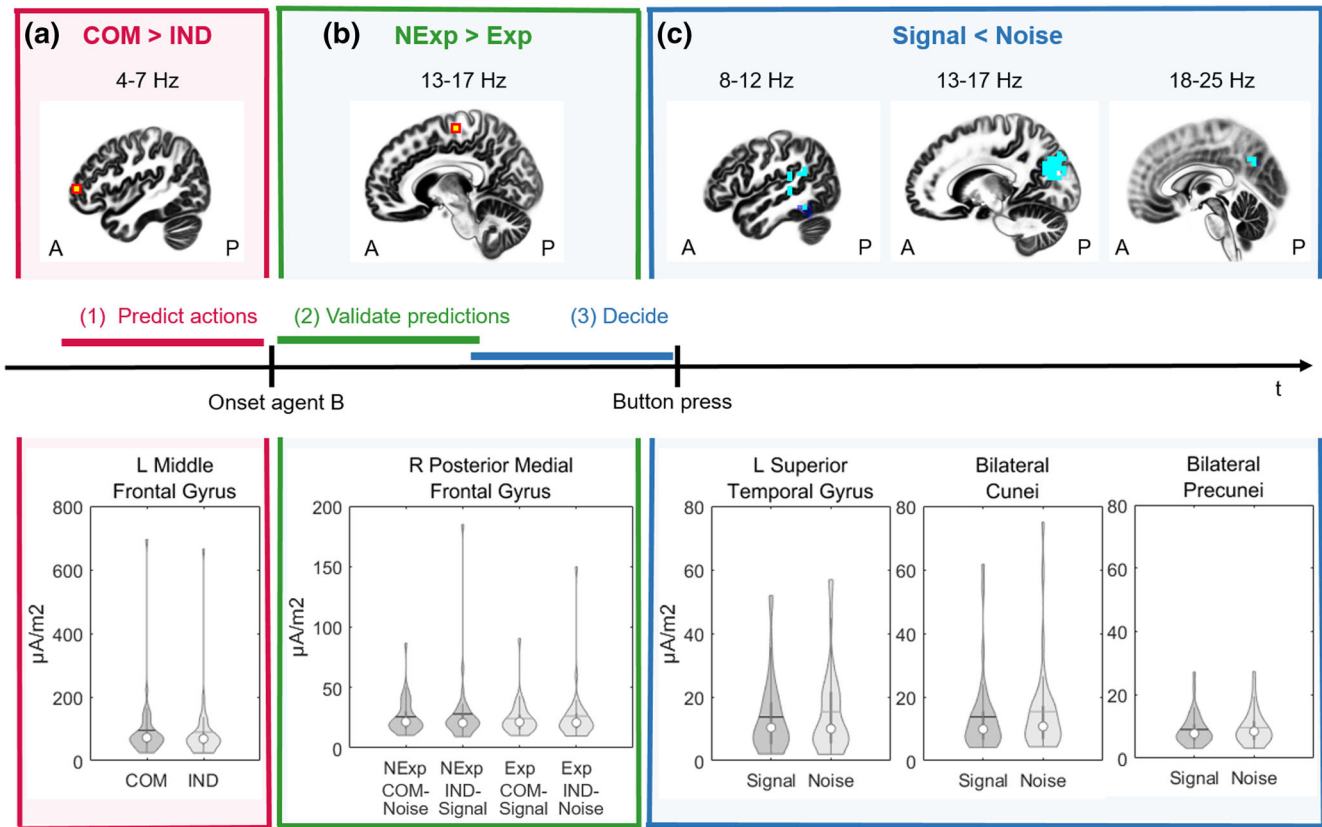 (a) COM > IND
4-7 Hz
A P
(b) NExp > Exp
13-17 Hz
A P
(c) Signal < Noise
8-12 Hz 13-17 Hz 18-25 Hz
A P A P A P
(1) Predict actions
(2) Validate predictions
(3) Decide
Onset agent B
Button press
t
L Middle
Frontal Gyrus
µA/m2
800
600
400
200
0
COM IND
R Posterior Medial
Frontal Gyrus
µA/m2
200
150
100
50
0
NExp
COM-
Noise
NExp
IND-
Signal
Exp
COM-
Signal
Exp
IND-
Noise
L Superior
Temporal Gyrus
µA/m2
80
60
40
20
0
Signal Noise
Bilateral
Cunei
80
60
40
20
0
Signal Noise
Bilateral
Precunei
80
60
40
20
0
Signal Noise